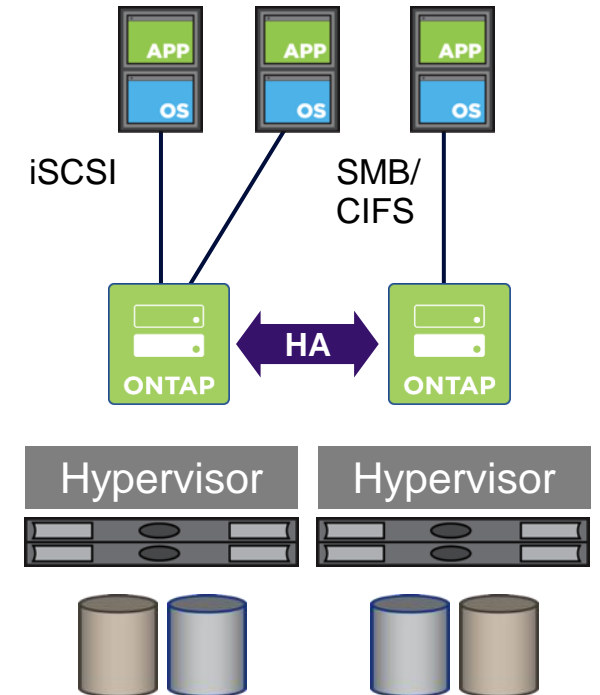 APP
APP
APP
OS
OS
OS
iSCSI
SMB/
CIFS
HA
ONTAP
ONTAP
Hypervisor
Hypervisor